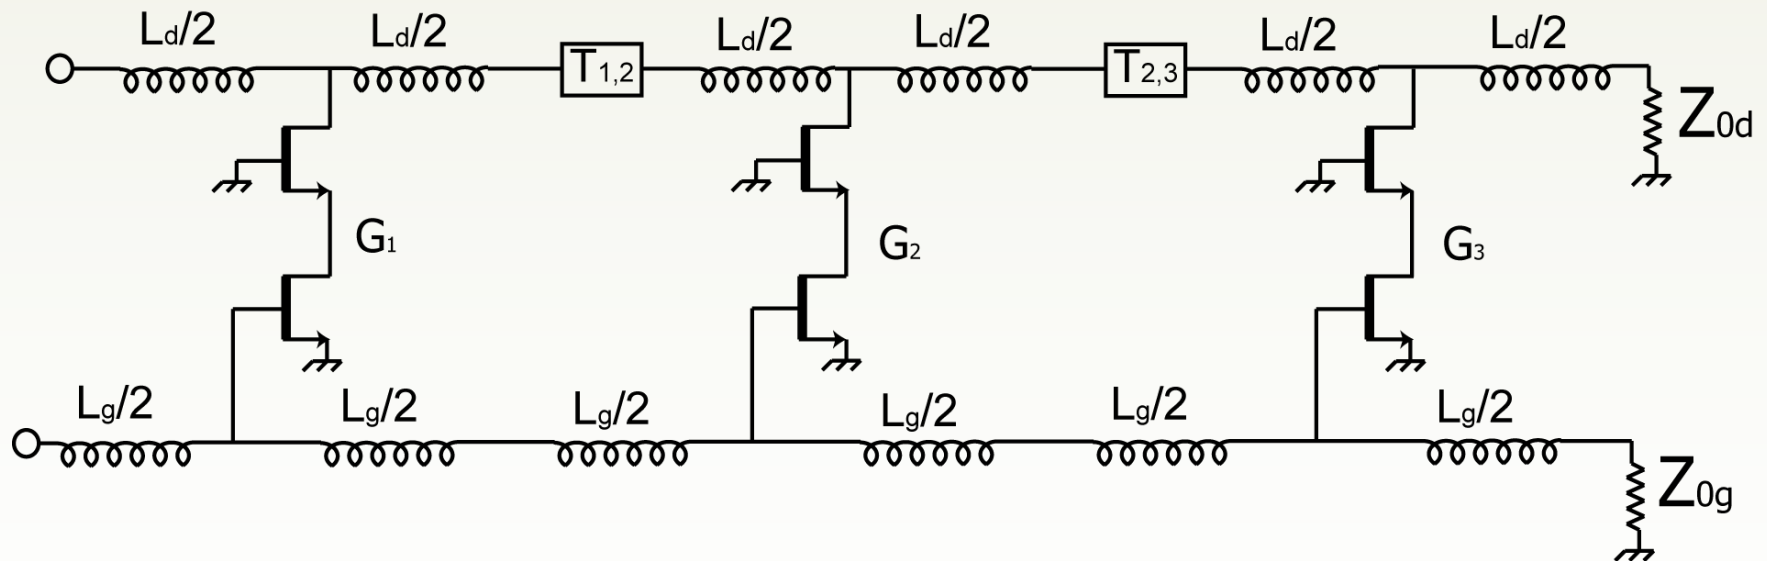 Ld/2 Ld/2 Ld/2 Ld/2 Ld/2 Ld/2
T1,2 T2,3
Z0d
G1 G2 G3
Lg/2 Lg/2 Lg/2 Lg/2 Lg/2 Lg/2
Z0g